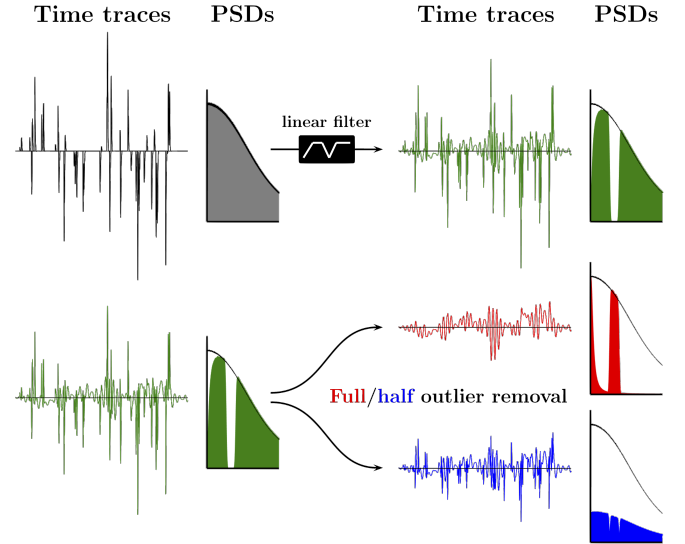 Time traces PSDs Time traces PSDs
linear filter
Full/half outlier removal